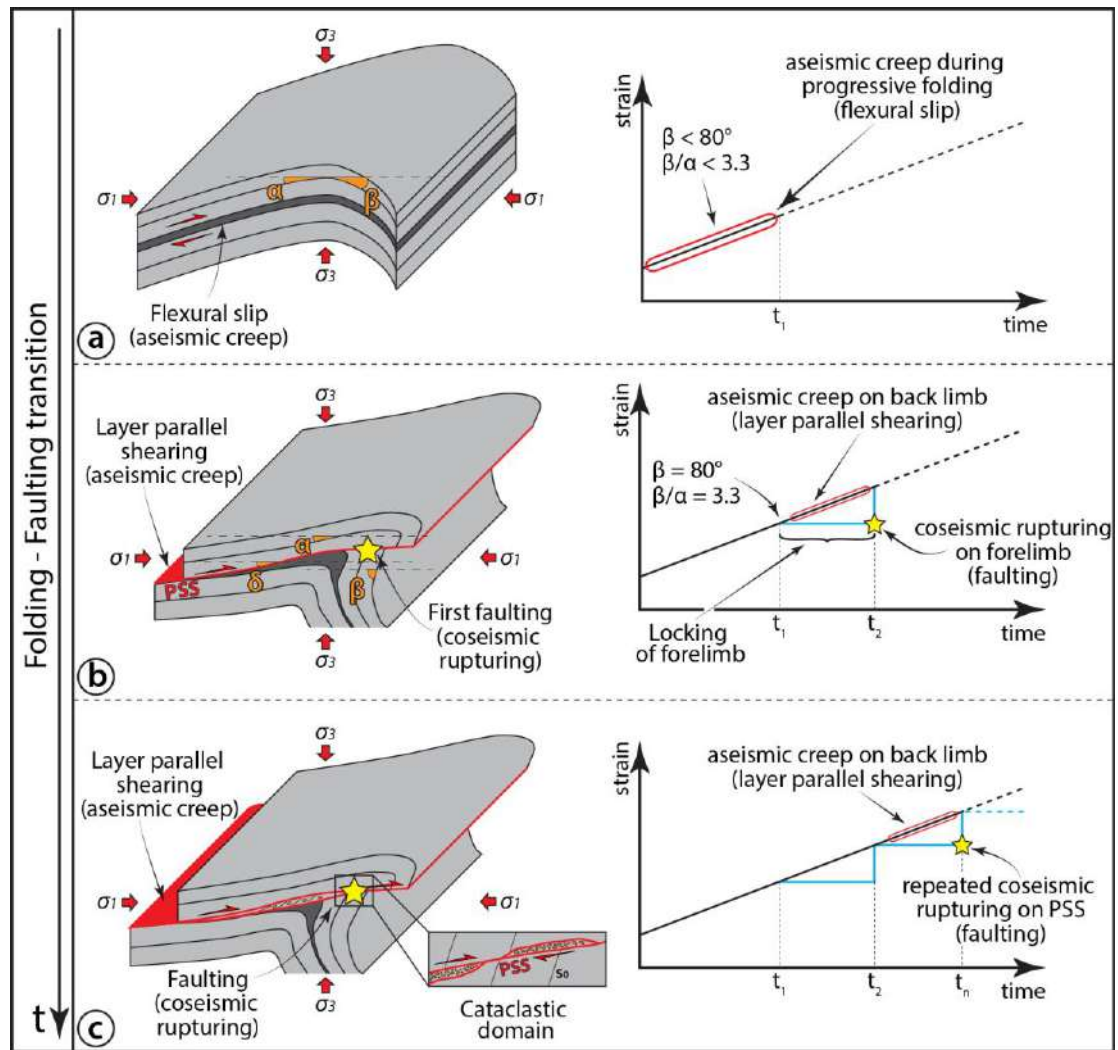 Folding - Faulting transition
t
σ3
σ1
α
β
σ1
σ3
Flexural slip
(aseismic creep)
a
strain
aseismic creep during
progressive folding
(flexural slip)
β < 80°
β/α < 3.3
t1
time
σ3
Layer parallel
shearing
(aseismic creep)
σ1
PSS
α
δ
β
σ1
First faulting
(coseismic
rupturing)
σ3
b
strain
aseismic creep on back limb
(layer parallel shearing)
β = 80°
β/α = 3.3
coseismic rupturing
on forelimb
(faulting)
t1
t2
time
Locking
of forelimb
σ3
Layer parallel
shearing
(aseismic creep)
σ1
σ1
PSS
S0
Faulting
(coseismic
rupturing)
σ3
Cataclastic
domain
c
strain
aseismic creep on back limb
(layer parallel shearing)
repeated coseismic
rupturing on PSS
(faulting)
t1
t2
tn
time